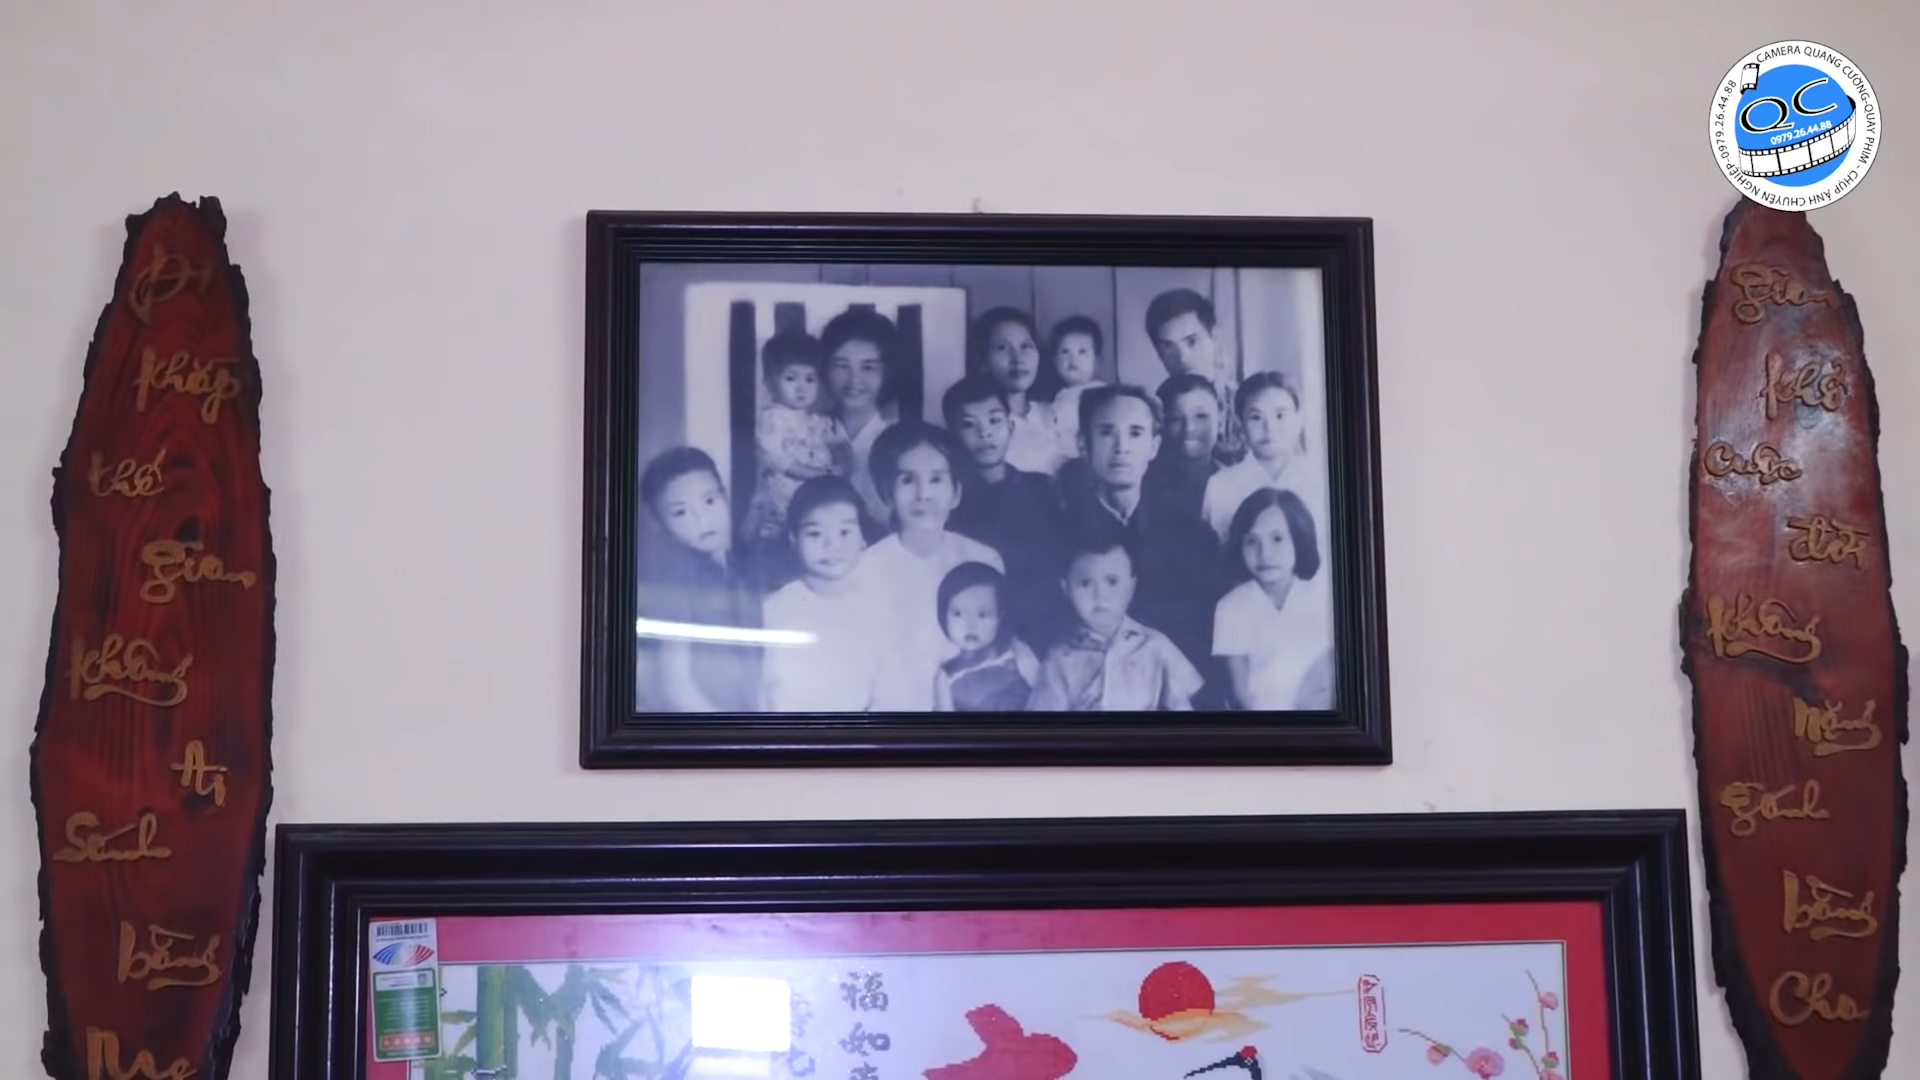 Đi
khắp
thế
gian
không
Ai
Sánh
bằng
Mẹ
gian
khổ
cuộc
đời
không
Nặng
gánh
bằng
Cha
CAMERA QUANG CƯỜNG-QUAY PHIM - CHỤP ẢNH CHUYÊN NGHIỆP-0979.26.44.88
QC
0979.26.44.88
福如